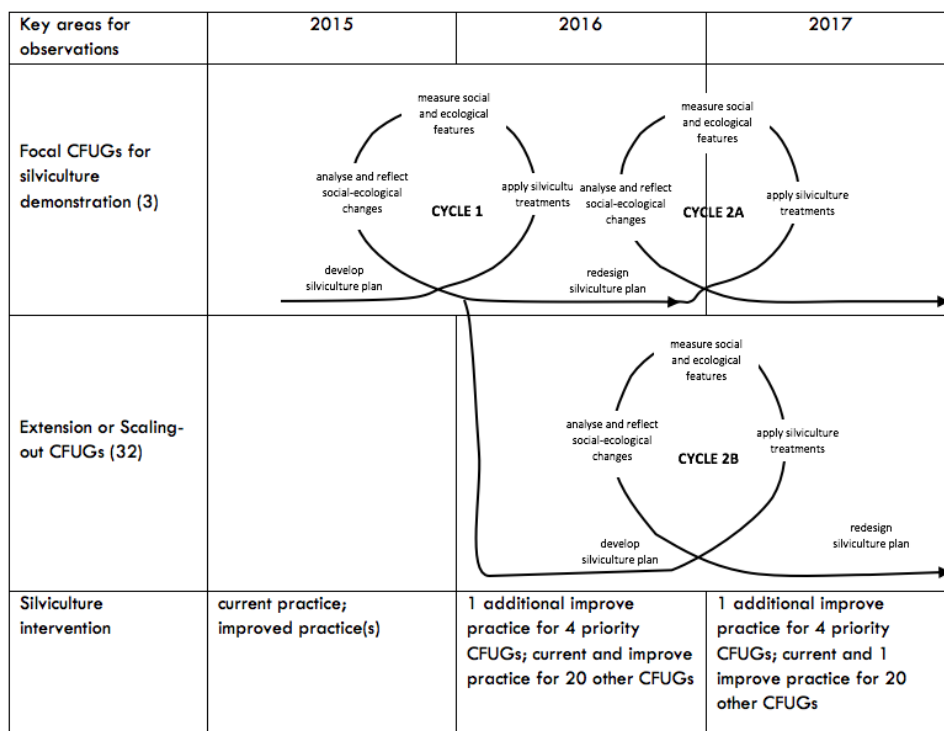 Key areas for
observations
2015
2016
2017
Focal CFUGs for
silviculture
demonstration (3)
measure social
and ecological
features
analyse and reflect
social-ecological
changes
CYCLE 1
apply silvicultu
treatments
develop
silviculture plan
measure social
and ecological
features
analyse and reflect
social-ecological
changes
CYCLE 2A
apply silviculture
treatments
redesign
silviculture plan
Extension or Scaling-
out CFUGs (32)
measure social
and ecological
features
analyse and reflect
social-ecological
changes
CYCLE 2B
apply silviculture
treatments
develop
silviculture plan
redesign
silviculture plan
Silviculture
intervention
current practice;
improved practice(s)
1 additional improve
practice for 4 priority
CFUGs; current and improve
practice for 20 other CFUGs
1 additional improve
practice for 4 priority
CFUGs; current and 1
improve practice for 20
other CFUGs